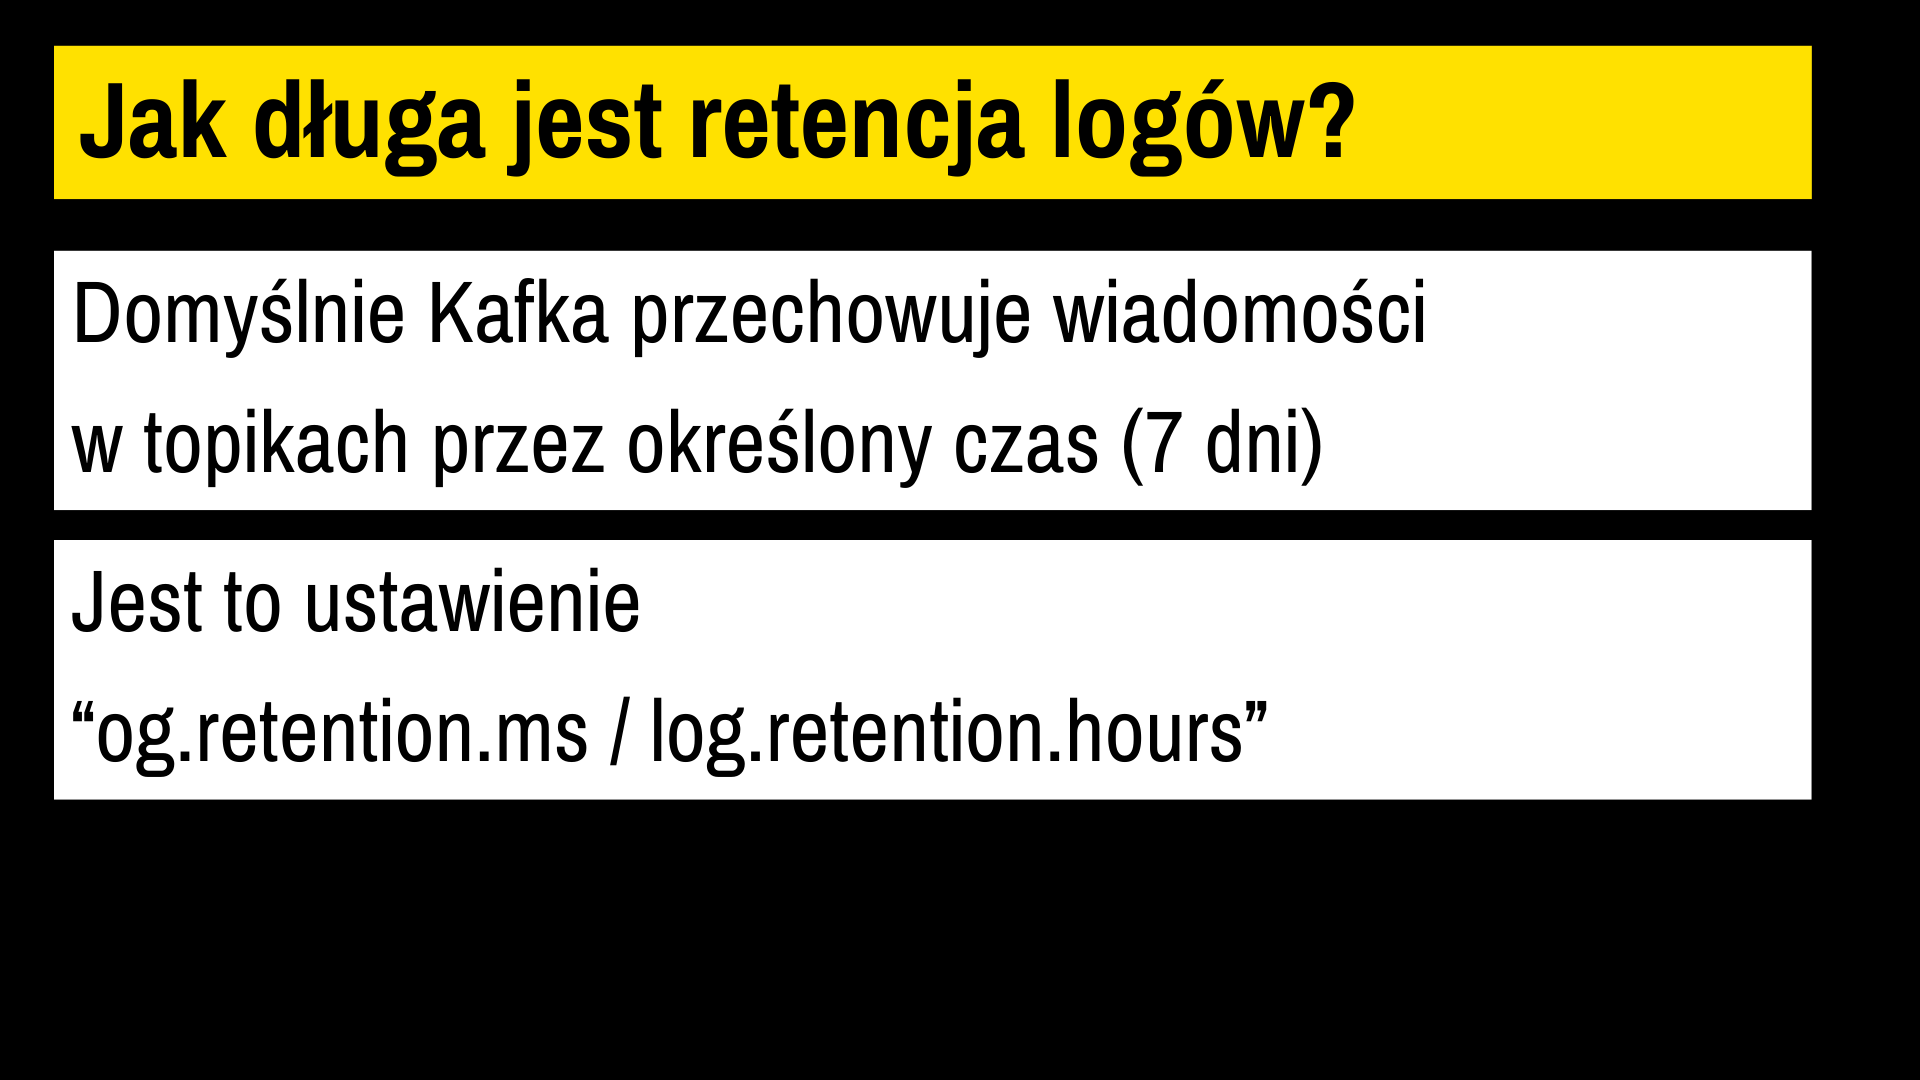 Jak długa jest retencja logów?
Domyślnie Kafka przechowuje wiadomości
w topikach przez określony czas (7 dni)
Jest to ustawienie
“og.retention.ms / log.retention.hours”